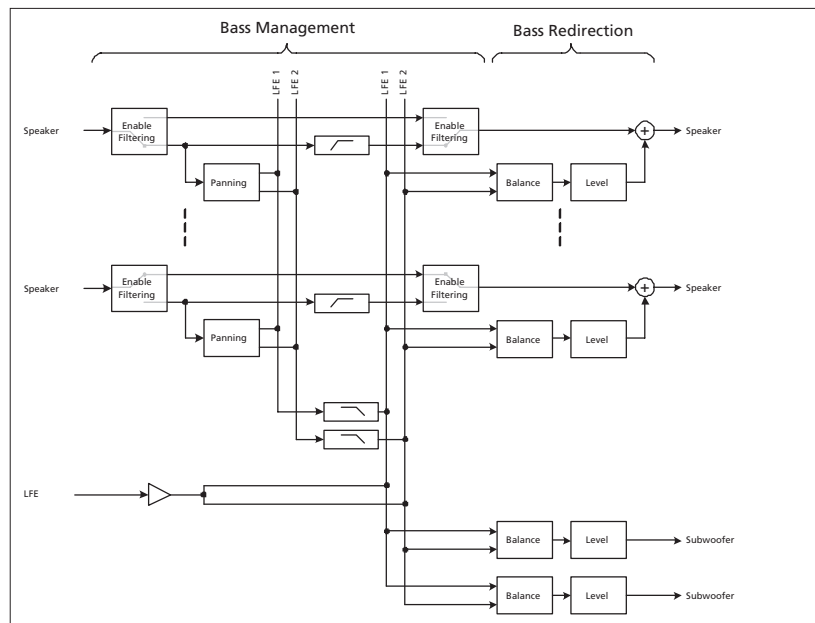 Bass Management
Bass Redirection
LFE 1
LFE 2
LFE 1
LFE 2
Speaker
Enable
Filtering
Enable
Filtering
+
Speaker
Panning
Balance
Level
Speaker
Enable
Filtering
Enable
Filtering
+
Speaker
Panning
Balance
Level
LFE
Balance
Level
Subwoofer
Balance
Level
Subwoofer